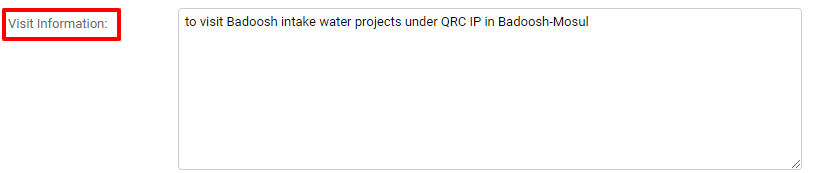 Visit Information:
to visit Badoosh intake water projects under QRC IP in Badoosh-Mosul